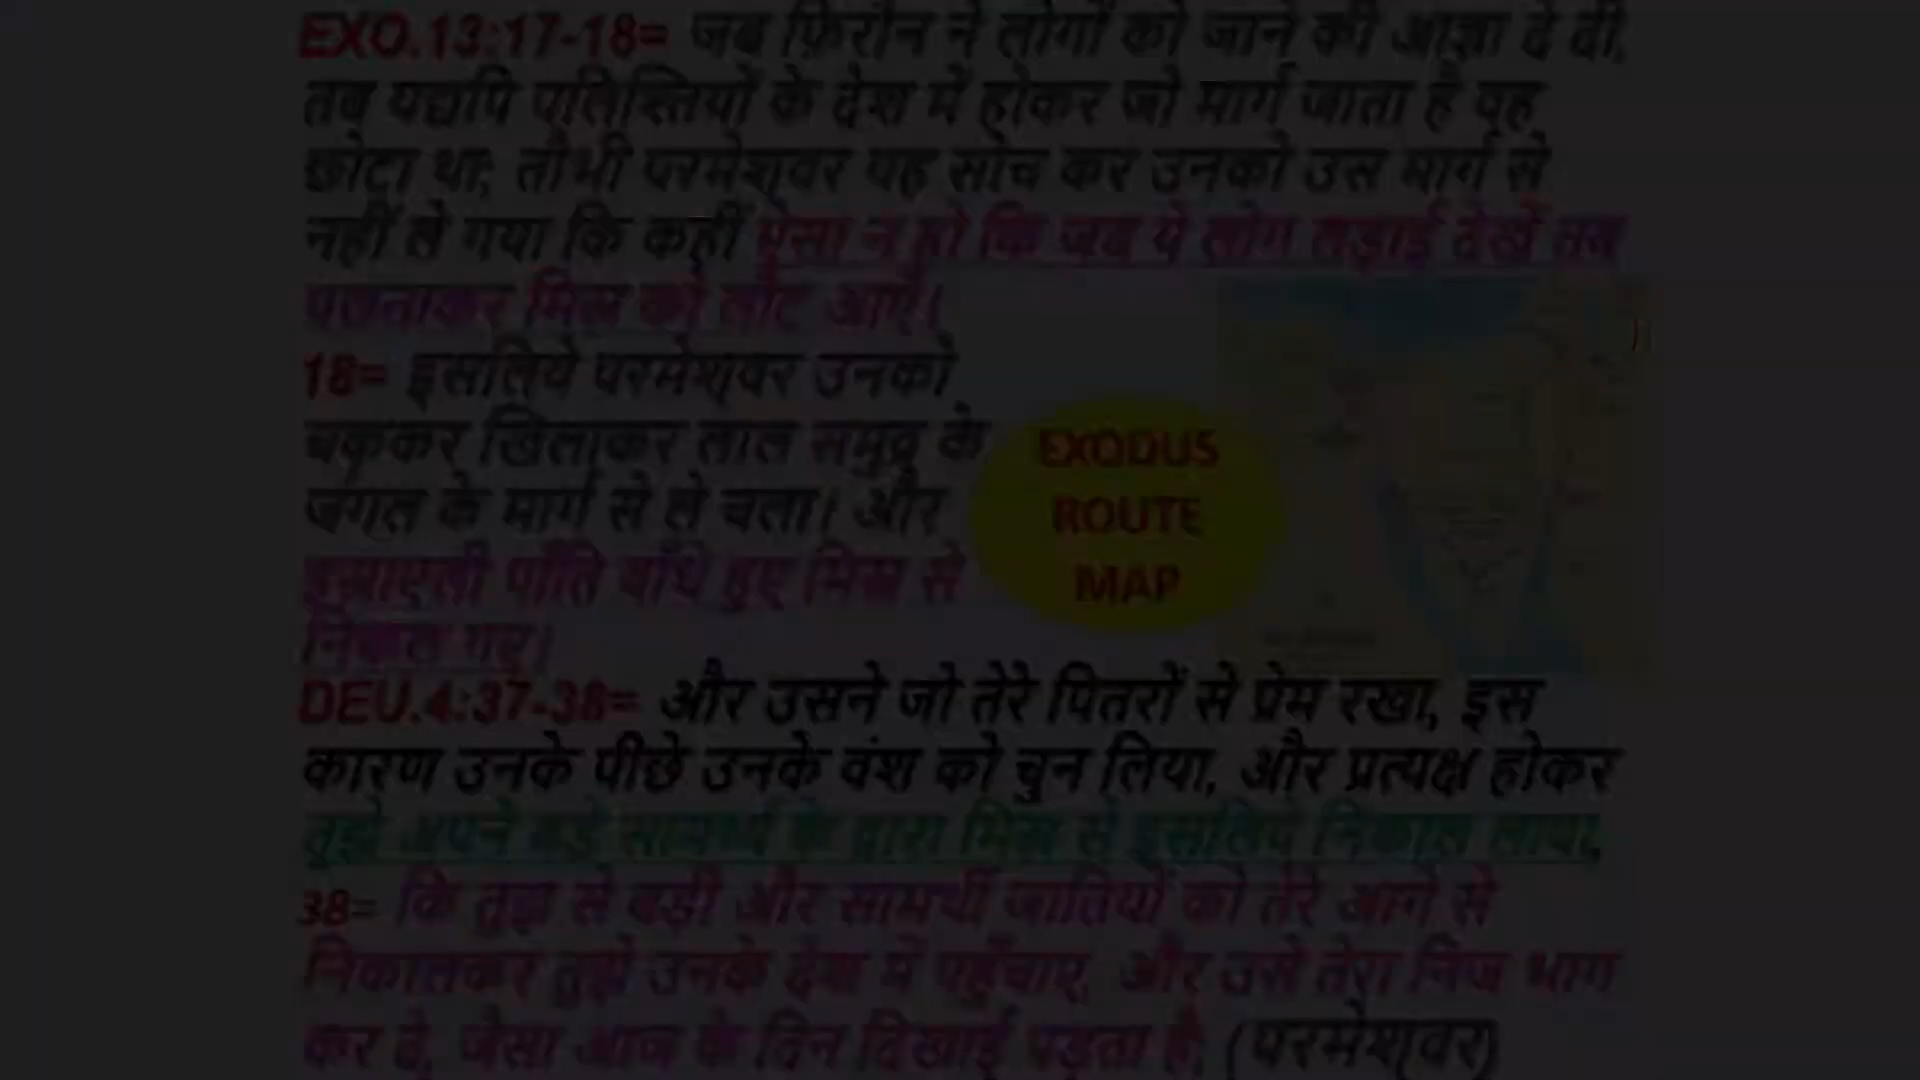 EXO.13:17-18= जब फ़िरौन ने लोगों को जाने की आज्ञा दे दी,
तब यद्यपि पलिश्तियों के देश में होकर जो मार्ग जाता है वह
छोटा था; तौभी परमेश्वर यह सोच कर उनको उस मार्ग से
नहीं ले गया कि कहीं ऐसा न हो कि जब ये लोग लड़ाई देखें तब
पछताकर मिस्र को लौट आएँ।
18= इसलिये परमेश्वर उनको
चक्कर खिलाकर लाल समुद्र के
जंगल के मार्ग से ले चला। और
इस्राएली पाँति बाँधे हुए मिस्र से
निकल गए।
EXODUS
ROUTE
MAP
DEU.4:37-38= और उसने जो तेरे पितरों से प्रेम रखा, इस
कारण उनके पीछे उनके वंश को चुन लिया, और प्रत्यक्ष होकर
तुझे अपने बड़े सामर्थ्य के द्वारा मिस्र से इसलिये निकाल लाया,
38= कि तुझ से बड़ी और सामर्थी जातियों को तेरे आगे से
निकालकर तुझे उनके देश में पहुँचाए, और उसे तेरा निज भाग
कर दे, जैसा आज के दिन दिखाई पड़ता है; (परमेश्वर)